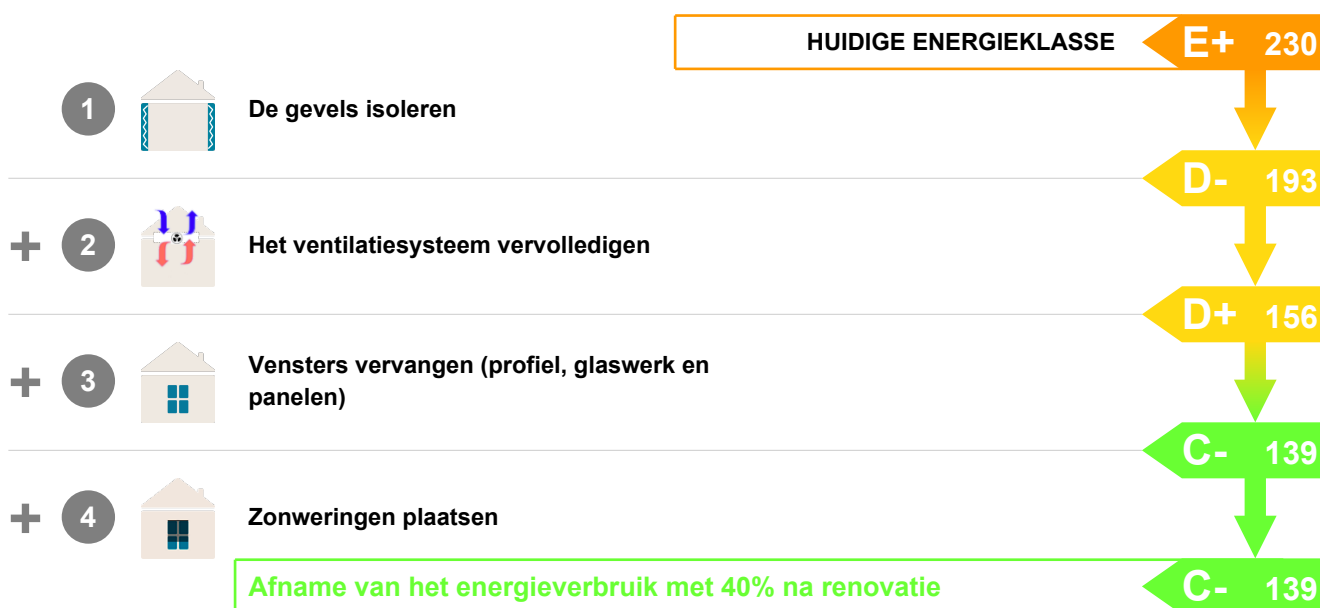 HUIDIGE ENERGIEKLASSE E+ 230
1 De gevels isoleren
D- 193
+ 2 Het ventilatiesysteem vervolledigen
D+ 156
+ 3 Vensters vervangen (profiel, glaswerk en
panelen)
C- 139
+ 4 Zonweringen plaatsen
Afname van het energieverbruik met 40% na renovatie C- 139